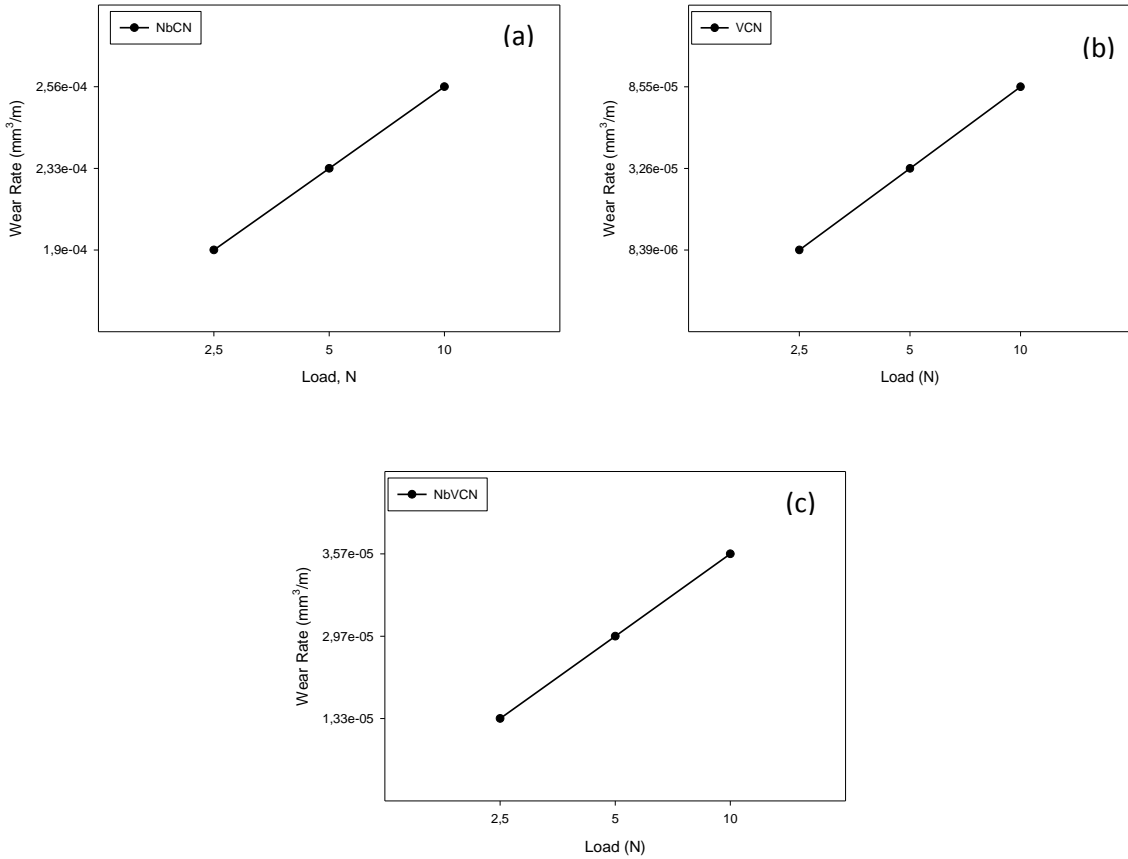 NbCN
(a)
2,56e-04
2,33e-04
1,9e-04
Wear Rate (mm³/m)
2,5
5
10
Load, N
VCN
(b)
8,55e-05
3,26e-05
8,39e-06
Wear Rate (mm³/m)
2,5
5
10
Load (N)
NbVCN
(c)
3,57e-05
2,97e-05
1,33e-05
Wear Rate (mm³/m)
2,5
5
10
Load (N)